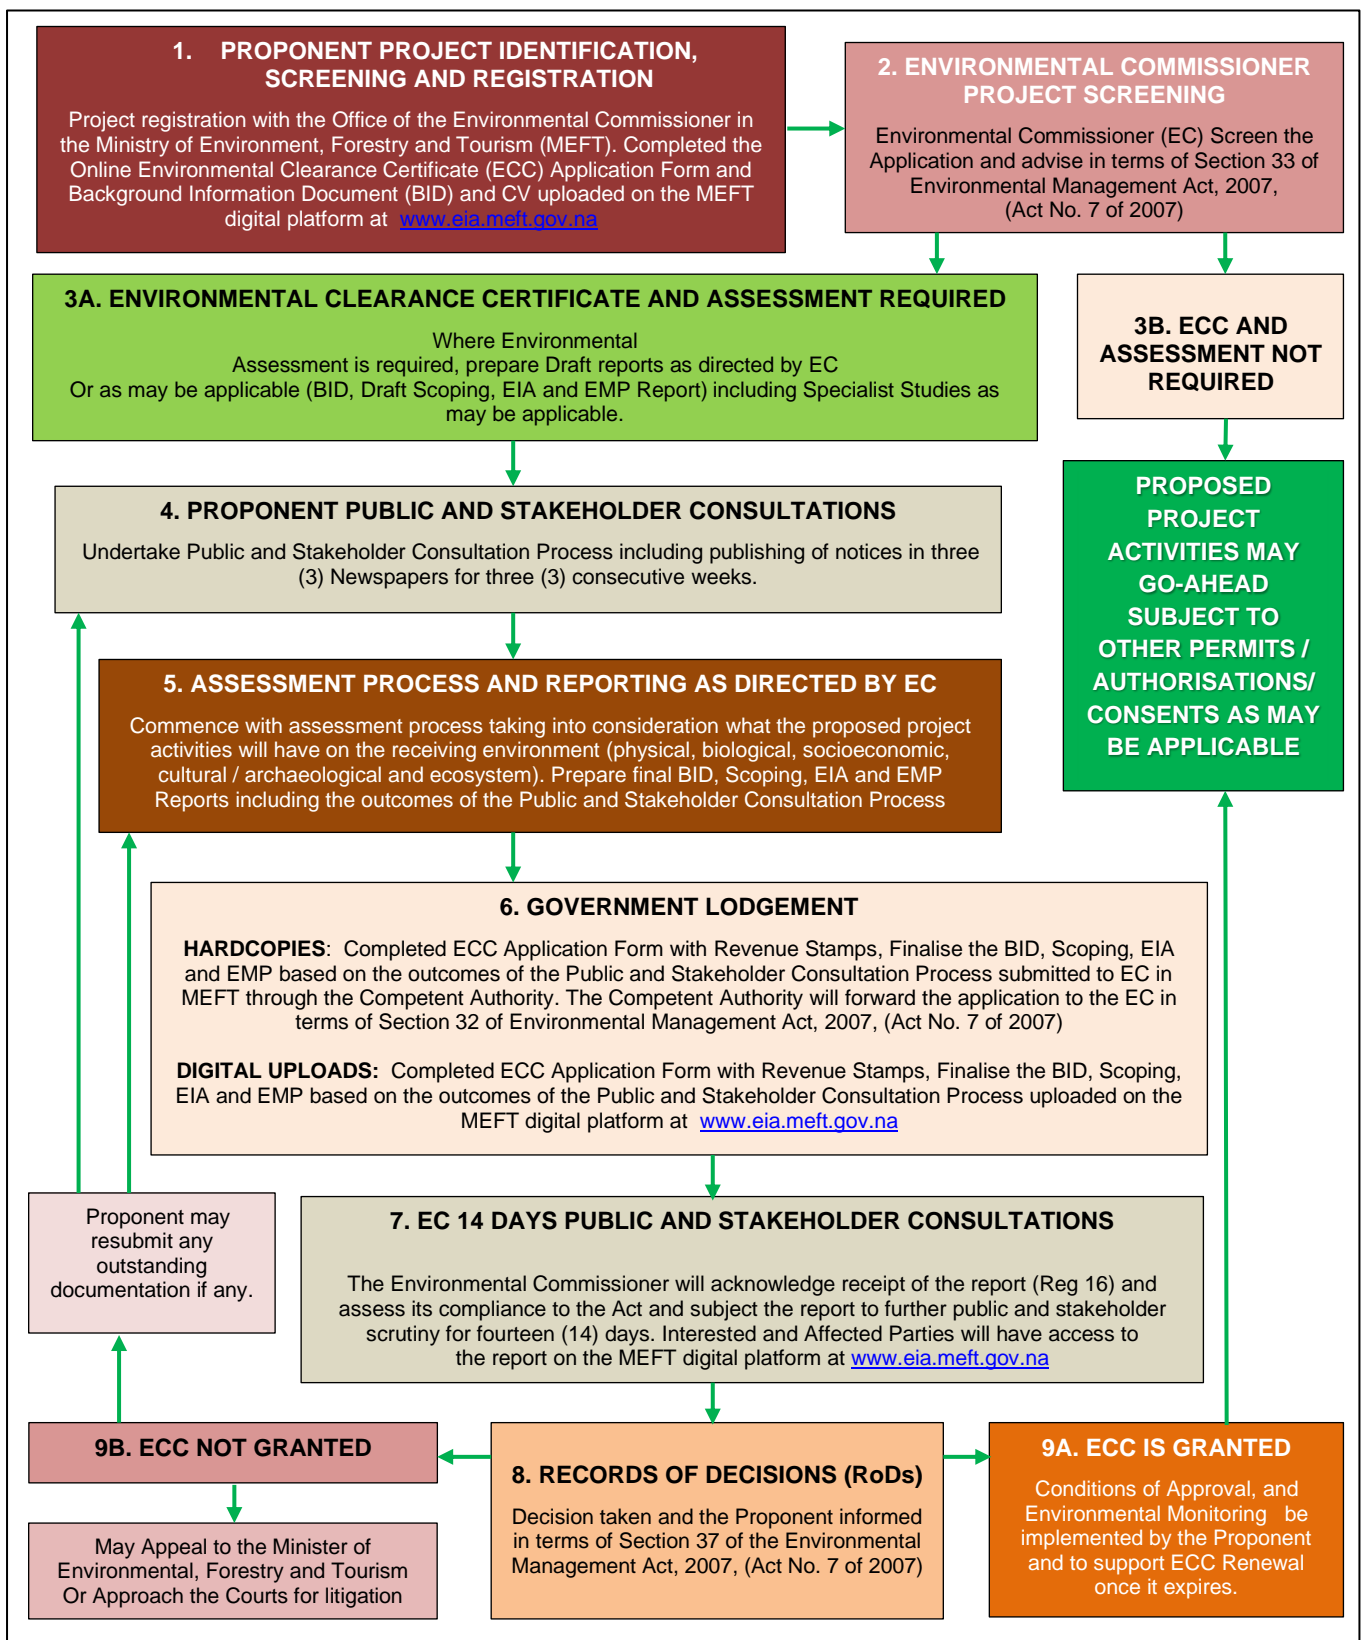 1. PROPONENT PROJECT IDENTIFICATION,
SCREENING AND REGISTRATION
Project registration with the Office of the Environmental Commissioner in
the Ministry of Environment, Forestry and Tourism (MEFT). Completed the
Online Environmental Clearance Certificate (ECC) Application Form and
Background Information Document (BID) and CV uploaded on the MEFT
digital platform at www.eia.meft.gov.na
2. ENVIRONMENTAL COMMISSIONER
PROJECT SCREENING
Environmental Commissioner (EC) Screen the
Application and advise in terms of Section 33 of
Environmental Management Act, 2007,
(Act No. 7 of 2007)
3A. ENVIRONMENTAL CLEARANCE CERTIFICATE AND ASSESSMENT REQUIRED
Where Environmental
Assessment is required, prepare Draft reports as directed by EC
Or as may be applicable (BID, Draft Scoping, EIA and EMP Report) including Specialist Studies as
may be applicable.
3B. ECC AND
ASSESSMENT NOT
REQUIRED
4. PROPONENT PUBLIC AND STAKEHOLDER CONSULTATIONS
Undertake Public and Stakeholder Consultation Process including publishing of notices in three
(3) Newspapers for three (3) consecutive weeks.
PROPOSED
PROJECT
ACTIVITIES MAY
GO-AHEAD
SUBJECT TO
OTHER PERMITS /
AUTHORISATIONS/
CONSENTS AS MAY
BE APPLICABLE
5. ASSESSMENT PROCESS AND REPORTING AS DIRECTED BY EC
Commence with assessment process taking into consideration what the proposed project
activities will have on the receiving environment (physical, biological, socioeconomic,
cultural / archaeological and ecosystem). Prepare final BID, Scoping, EIA and EMP
Reports including the outcomes of the Public and Stakeholder Consultation Process
6. GOVERNMENT LODGEMENT
HARDCOPIES: Completed ECC Application Form with Revenue Stamps, Finalise the BID, Scoping, EIA
and EMP based on the outcomes of the Public and Stakeholder Consultation Process submitted to EC in
MEFT through the Competent Authority. The Competent Authority will forward the application to the EC in
terms of Section 32 of Environmental Management Act, 2007, (Act No. 7 of 2007)
DIGITAL UPLOADS: Completed ECC Application Form with Revenue Stamps, Finalise the BID, Scoping,
EIA and EMP based on the outcomes of the Public and Stakeholder Consultation Process uploaded on the
MEFT digital platform at www.eia.meft.gov.na
Proponent may
resubmit any
outstanding
documentation if any.
7. EC 14 DAYS PUBLIC AND STAKEHOLDER CONSULTATIONS
The Environmental Commissioner will acknowledge receipt of the report (Reg 16) and
assess its compliance to the Act and subject the report to further public and stakeholder
scrutiny for fourteen (14) days. Interested and Affected Parties will have access to
the report on the MEFT digital platform at www.eia.meft.gov.na
9B. ECC NOT GRANTED
May Appeal to the Minister of
Environmental, Forestry and Tourism
Or Approach the Courts for litigation
8. RECORDS OF DECISIONS (RoDs)
Decision taken and the Proponent informed
in terms of Section 37 of the Environmental
Management Act, 2007, (Act No. 7 of 2007)
9A. ECC IS GRANTED
Conditions of Approval, and
Environmental Monitoring be
implemented by the Proponent
and to support ECC Renewal
once it expires.